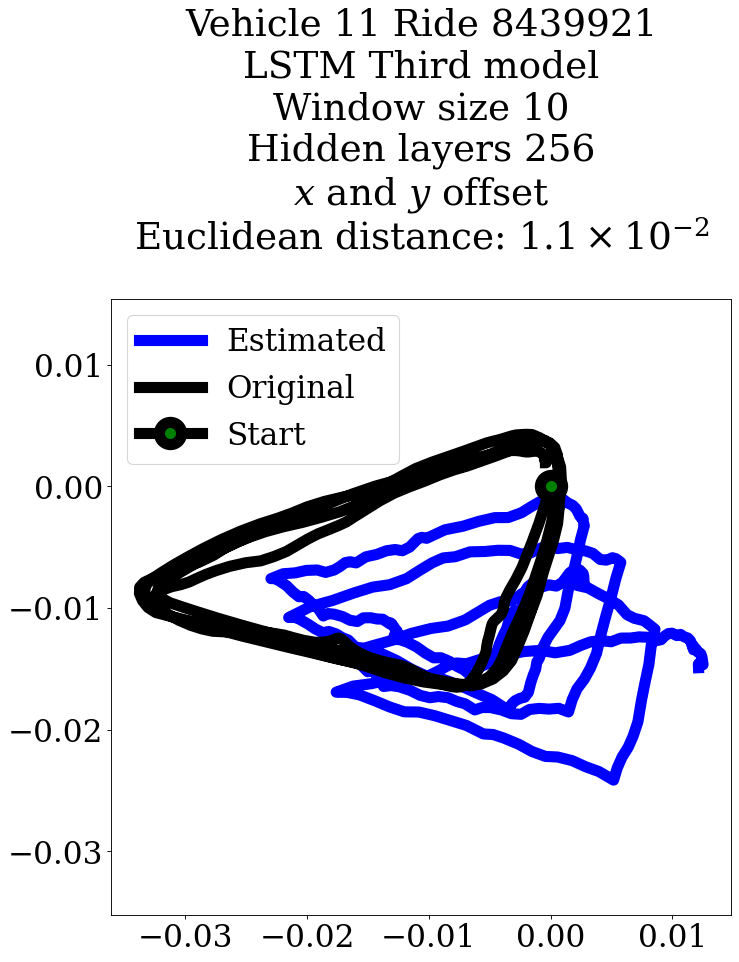 Vehicle 11 Ride 8439921
LSTM Third model
Window size 10
Hidden layers 256
x and y offset
Euclidean distance: 1.1 × 10⁻²
Estimated
Original
Start
0.01
0.00
−0.01
−0.02
−0.03
−0.03 −0.02 −0.01 0.00 0.01